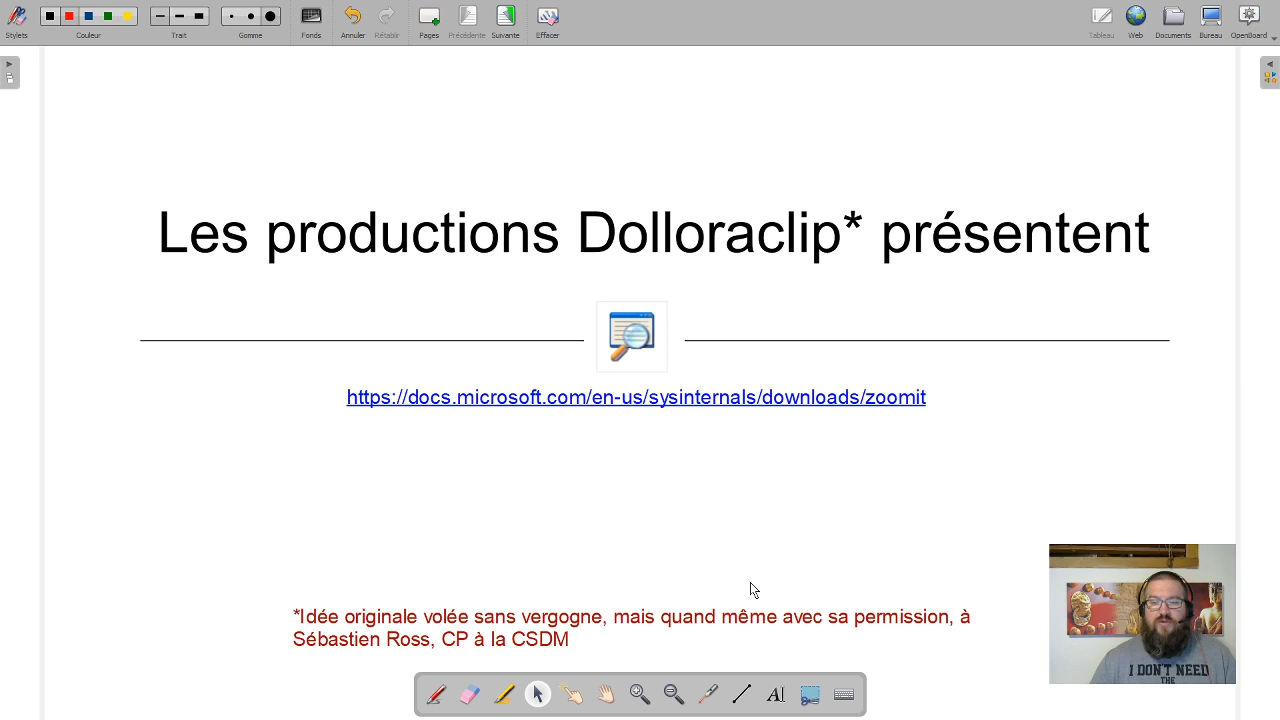 Stylets
Couleur
Trait
Gomme
Fonds
Annuler
Rétablir
Pages
Précédente
Suivante
Effacer
Tableau
Web
Documents
Bureau
OpenBoard
Les productions Dolloraclip* présentent
https://docs.microsoft.com/en-us/sysinternals/downloads/zoomit
*Idée originale volée sans vergogne, mais quand même avec sa permission, à
Sébastien Ross, CP à la CSDM
I DON'T NEED
THE
AI